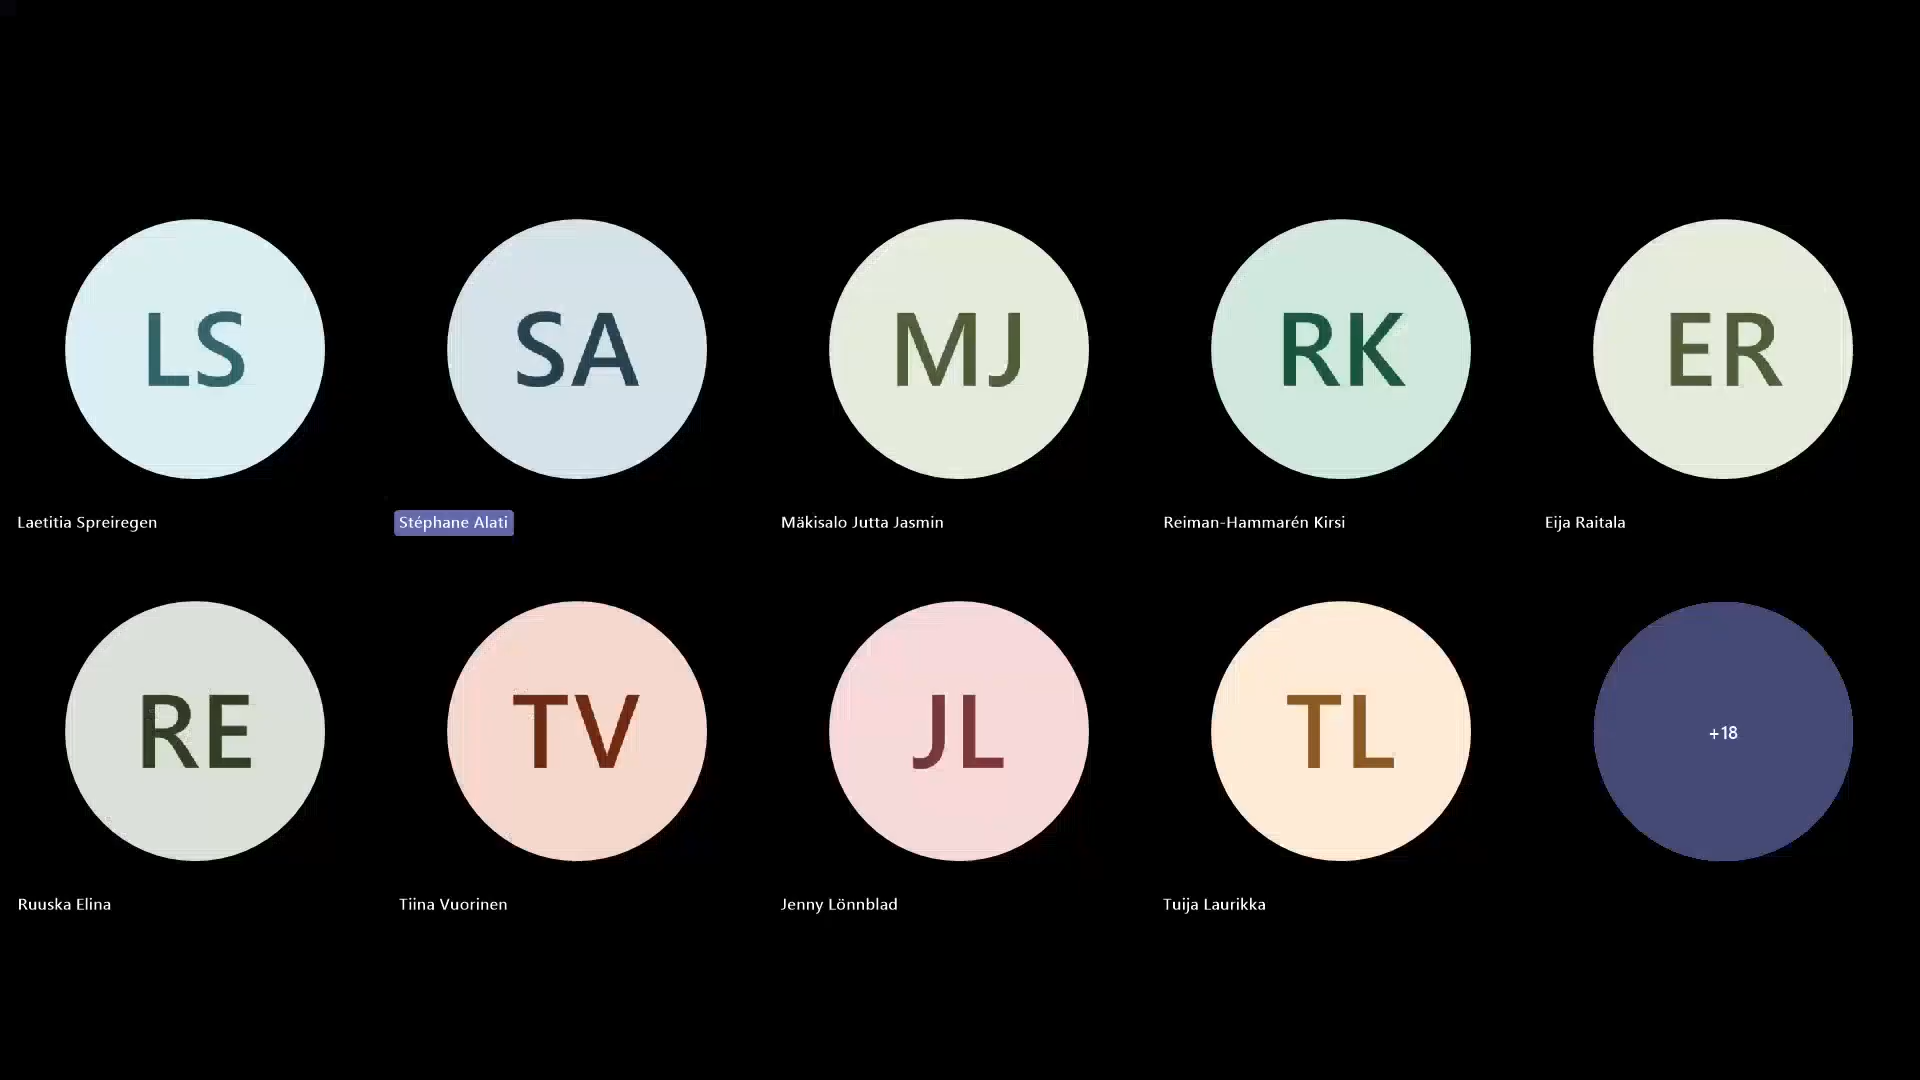 LS
SA
MJ
RK
ER
Laetitia Spreiregen
Stéphane Alati
Mäkisalo Jutta Jasmin
Reiman-Hammarén Kirsi
Eija Raitala
RE
TV
JL
TL
+18
Ruuska Elina
Tiina Vuorinen
Jenny Lönnblad
Tuija Laurikka